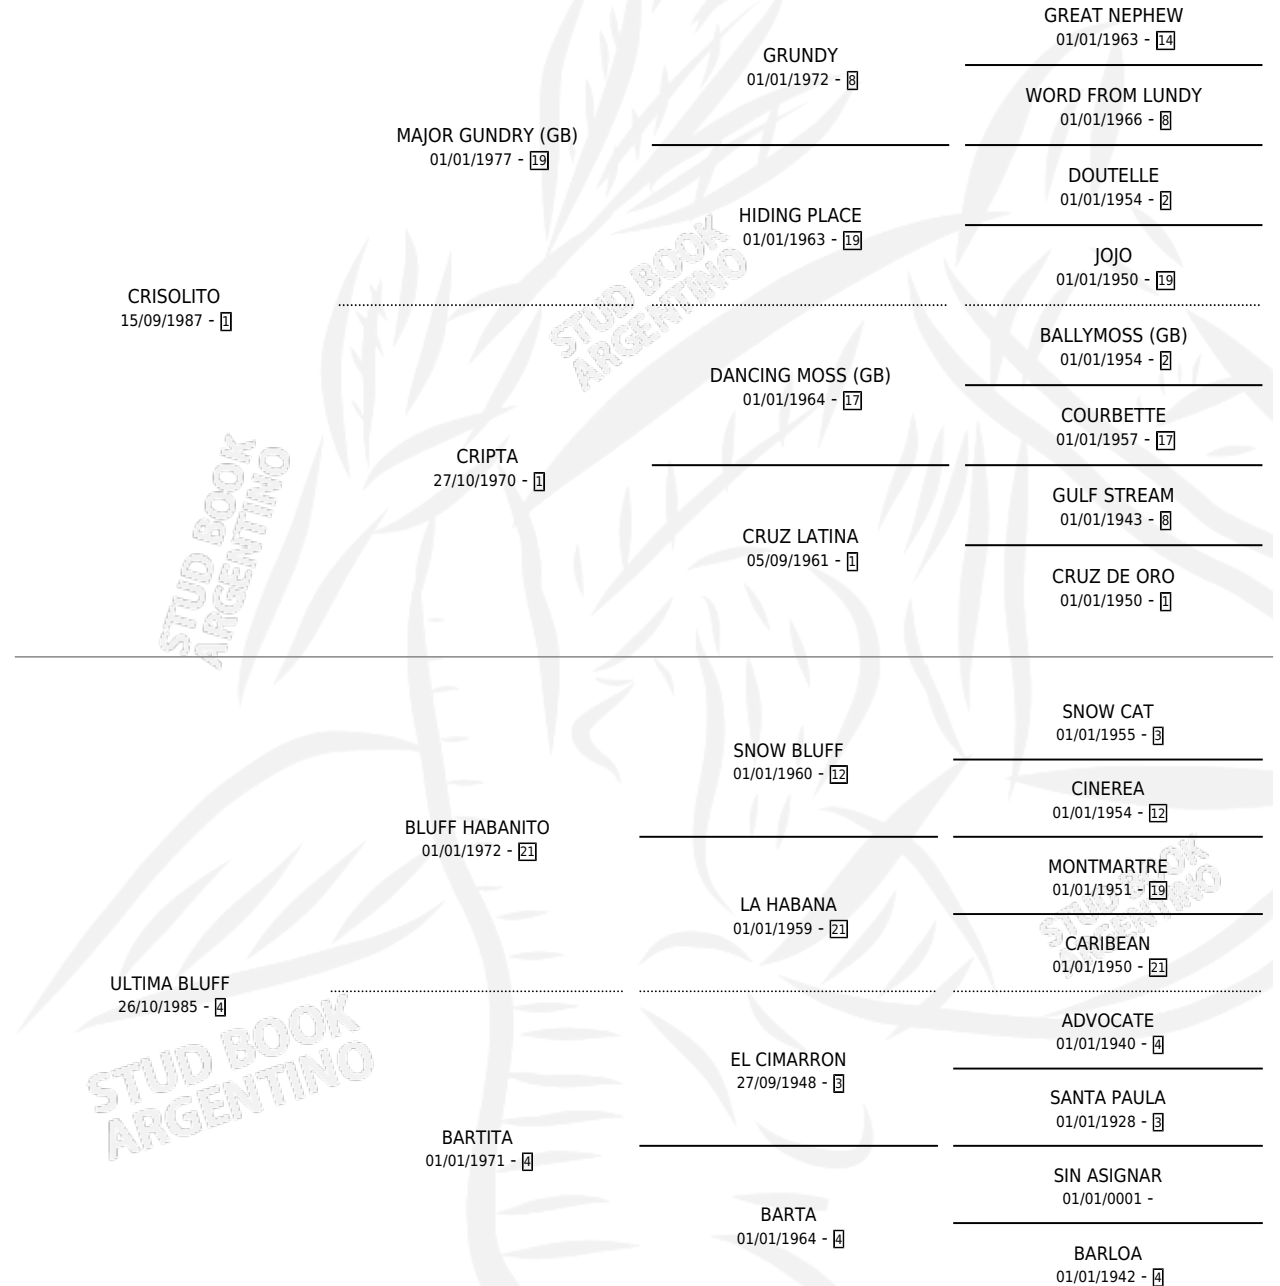 GREAT NEPHEW
01/01/1963 - 14
GRUNDY
01/01/1972 - 8
WORD FROM LUNDY
01/01/1966 - 8
MAJOR GUNDRY (GB)
01/01/1977 - 19
DOUTELLE
01/01/1954 - 2
HIDING PLACE
01/01/1963 - 19
JOJO
01/01/1950 - 19
CRISOLITO
15/09/1987 - 1
BALLYMOSS (GB)
01/01/1954 - 2
DANCING MOSS (GB)
01/01/1964 - 17
COURBETTE
01/01/1957 - 17
CRIPTA
27/10/1970 - 1
GULF STREAM
01/01/1943 - 8
CRUZ LATINA
05/09/1961 - 1
CRUZ DE ORO
01/01/1950 - 1
SNOW CAT
01/01/1955 - 3
SNOW BLUFF
01/01/1960 - 12
CINEREA
01/01/1954 - 12
BLUFF HABANITO
01/01/1972 - 21
MONTMARTRE
01/01/1951 - 19
LA HABANA
01/01/1959 - 21
CARIBEAN
01/01/1950 - 21
ULTIMA BLUFF
26/10/1985 - 4
ADVOCATE
01/01/1940 - 4
EL CIMARRON
27/09/1948 - 3
SANTA PAULA
01/01/1928 - 3
BARTITA
01/01/1971 - 4
SIN ASIGNAR
01/01/0001 -
BARTA
01/01/1964 - 4
BARLOA
01/01/1942 - 4
STUD BOOK
ARGENTINO
STUD BOOK
ARGENTINO
STUD BOOK
ARGENTINO
STUD BOOK
ARGENTINO